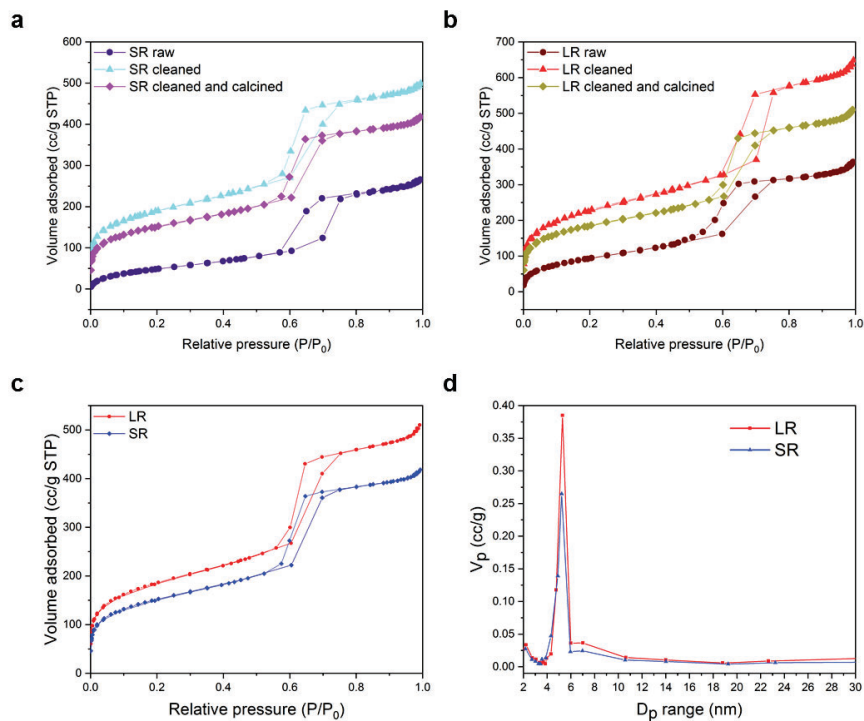 a
600
500
400
300
200
100
0
0.0 0.2 0.4 0.6 0.8 1.0
Volume adsorbed (cc/g STP)
Relative pressure (P/P₀)
SR raw
SR cleaned
SR cleaned and calcined
b
700
600
500
400
300
200
100
0
0.0 0.2 0.4 0.6 0.8 1.0
Volume adsorbed (cc/g STP)
Relative pressure (P/P₀)
LR raw
LR cleaned
LR cleaned and calcined
c
500
400
300
200
100
0
0.0 0.2 0.4 0.6 0.8 1.0
Volume adsorbed (cc/g STP)
Relative pressure (P/P₀)
LR
SR
d
0.40
0.35
0.30
0.25
0.20
0.15
0.10
0.05
0.00
2 4 6 8 10 12 14 16 18 20 22 24 26 28 30
Vₚ (cc/g)
Dₚ range (nm)
LR
SR